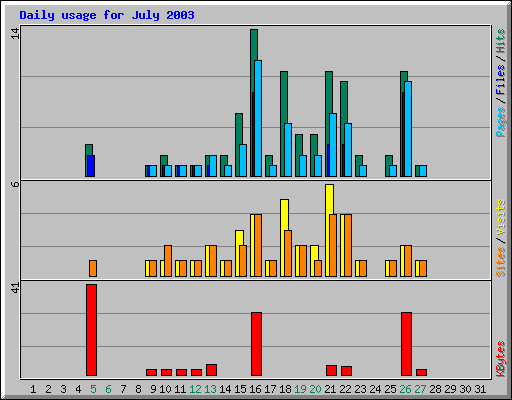 Daily usage for July 2003
14
Pages / Files / Hits
6
Sites / Visits
41
KBytes
1 2 3 4 5 6 7 8 9 10 11 12 13 14 15 16 17 18 19 20 21 22 23 24 25 26 27 28 29 30 31